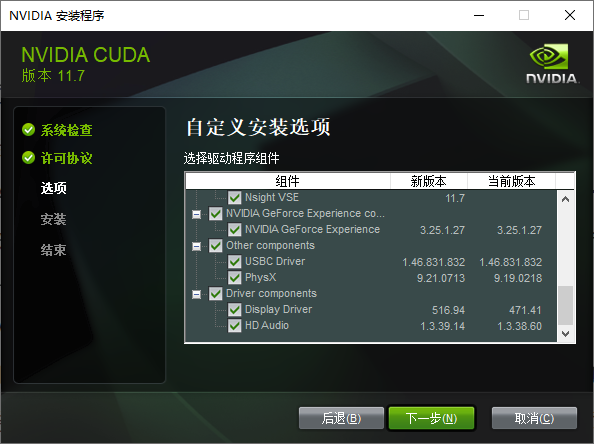 NVIDIA 安装程序
NVIDIA CUDA
版本 11.7
NVIDIA.
系统检查
许可协议
选项
安装
结束
自定义安装选项
选择驱动程序组件
组件 新版本 当前版本
Nsight VSE 11.7
NVIDIA GeForce Experience co...
NVIDIA GeForce Experience 3.25.1.27 3.25.1.27
Other components
USBC Driver 1.46.831.832 1.46.831.832
PhysX 9.21.0713 9.19.0218
Driver components
Display Driver 516.94 471.41
HD Audio 1.3.39.14 1.3.38.60
后退(B) 下一步(N) 取消(C)